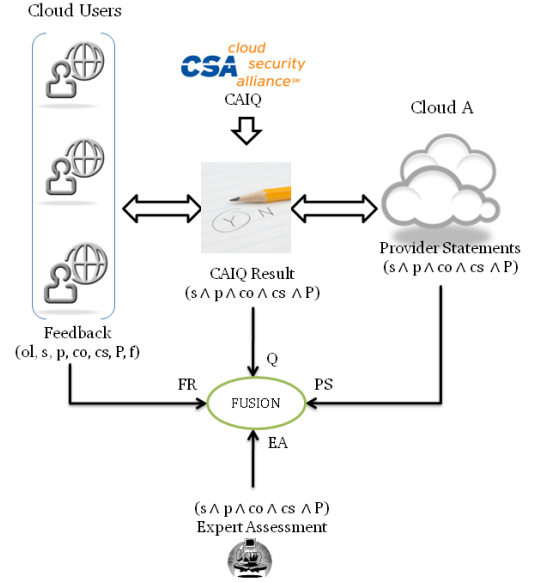 Cloud Users
CSA cloud
security
alliance℠
CAIQ
Cloud A
Y N
Provider Statements
(s ∧ p ∧ co ∧ cs ∧ P)
CAIQ Result
(s ∧ p ∧ co ∧ cs ∧ P)
Feedback
(ol, s, p, co, cs, P, f)
Q
FR
PS
FUSION
EA
(s ∧ p ∧ co ∧ cs ∧ P)
Expert Assessment